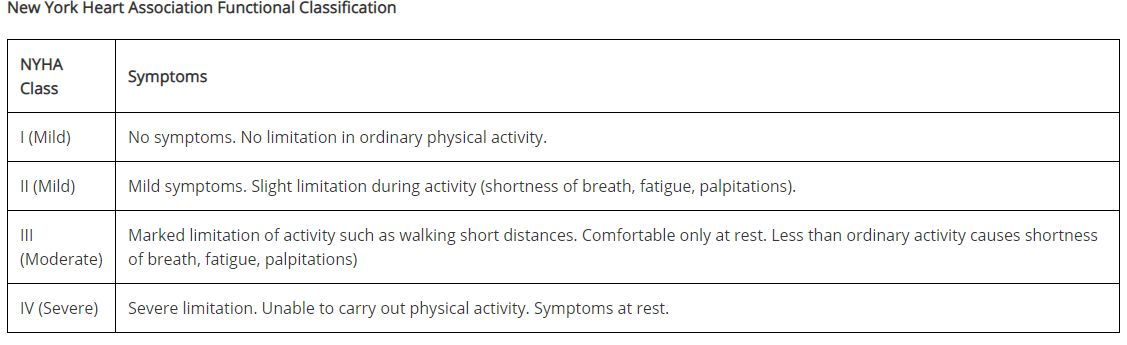 New York Heart Association Functional Classification
NYHA
Class
Symptoms
I (Mild)
No symptoms. No limitation in ordinary physical activity.
II (Mild)
Mild symptoms. Slight limitation during activity (shortness of breath, fatigue, palpitations).
III
(Moderate)
Marked limitation of activity such as walking short distances. Comfortable only at rest. Less than ordinary activity causes shortness
of breath, fatigue, palpitations)
IV (Severe)
Severe limitation. Unable to carry out physical activity. Symptoms at rest.